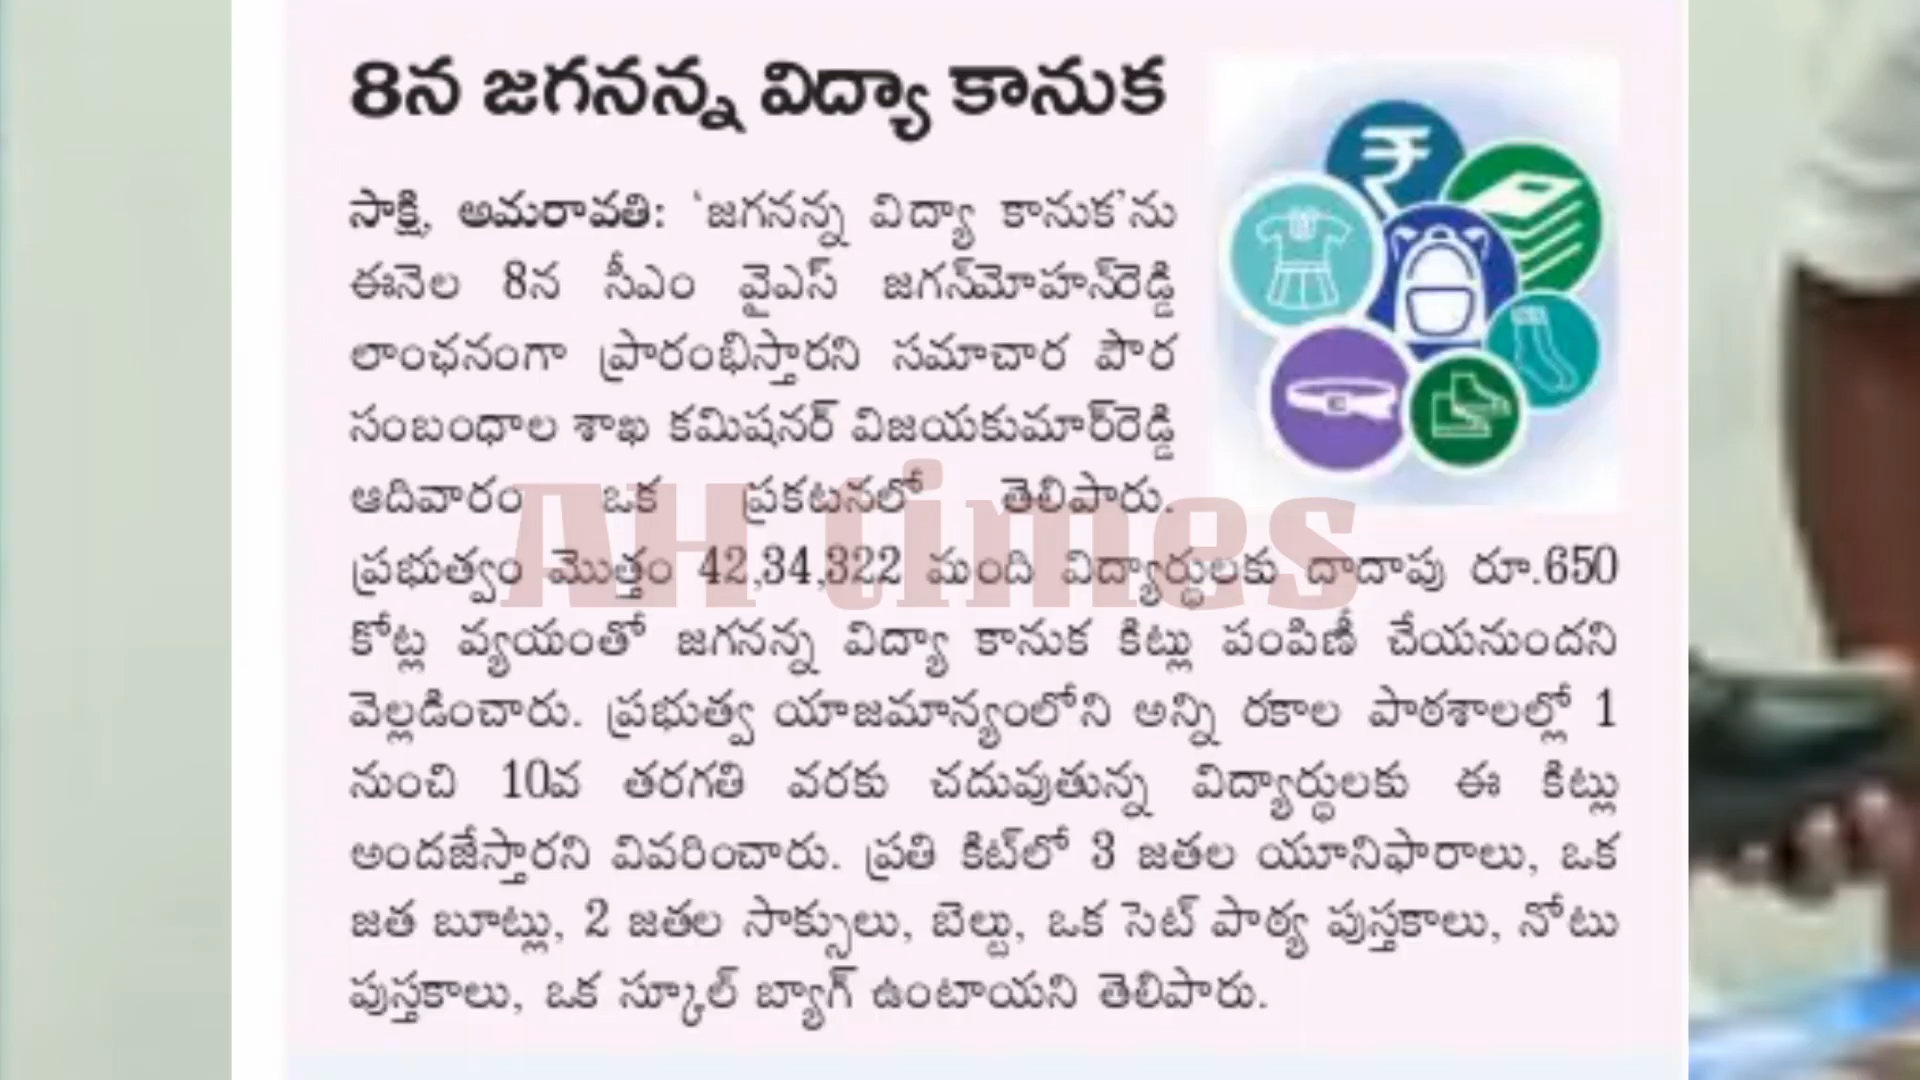 8న జగనన్న విద్యా కానుక
సాక్షి, అమరావతి: ‘జగనన్న విద్యా కానుక’ను
ఈనెల 8న సీఎం వైఎస్ జగన్‌మోహన్‌రెడ్డి
లాంఛనంగా ప్రారంభిస్తారని సమాచార పౌర
సంబంధాల శాఖ కమిషనర్ విజయకుమార్‌రెడ్డి
ఆదివారం ఒక ప్రకటనలో తెలిపారు.
AH times
ప్రభుత్వం మొత్తం 42,34,322 మంది విద్యార్థులకు దాదాపు రూ.650
కోట్ల వ్యయంతో జగనన్న విద్యా కానుక కిట్లు పంపిణీ చేయనుందని
వెల్లడించారు. ప్రభుత్వ యాజమాన్యంలోని అన్ని రకాల పాఠశాలల్లో 1
నుంచి 10వ తరగతి వరకు చదువుతున్న విద్యార్థులకు ఈ కిట్లు
అందజేస్తారని వివరించారు. ప్రతి కిట్‌లో 3 జతల యూనిఫారాలు, ఒక
జత బూట్లు, 2 జతల సాక్సులు, బెల్టు, ఒక సెట్ పాఠ్య పుస్తకాలు, నోటు
పుస్తకాలు, ఒక స్కూల్ బ్యాగ్ ఉంటాయని తెలిపారు.